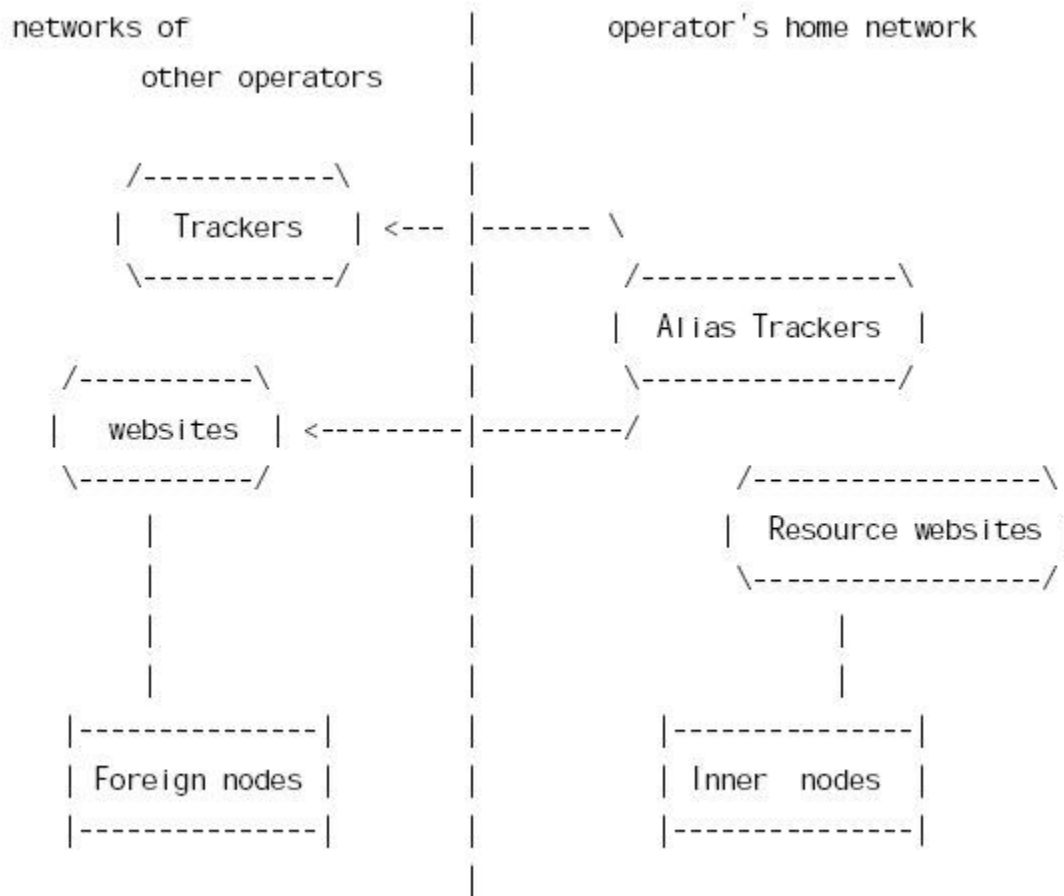 networks of | operator's home network
other operators |
|
/------------\ |
| Trackers | <--- |------- \
\------------/ | /----------------\
| | Alias Trackers |
/-----------\ | \----------------/
| websites | <---------|---------/
\-----------/ | /------------------\
| | | Resource websites
| | \------------------/
| | |
| | |
|---------------| | |---------------|
| Foreign nodes | | | Inner nodes |
|---------------| | |---------------|
|